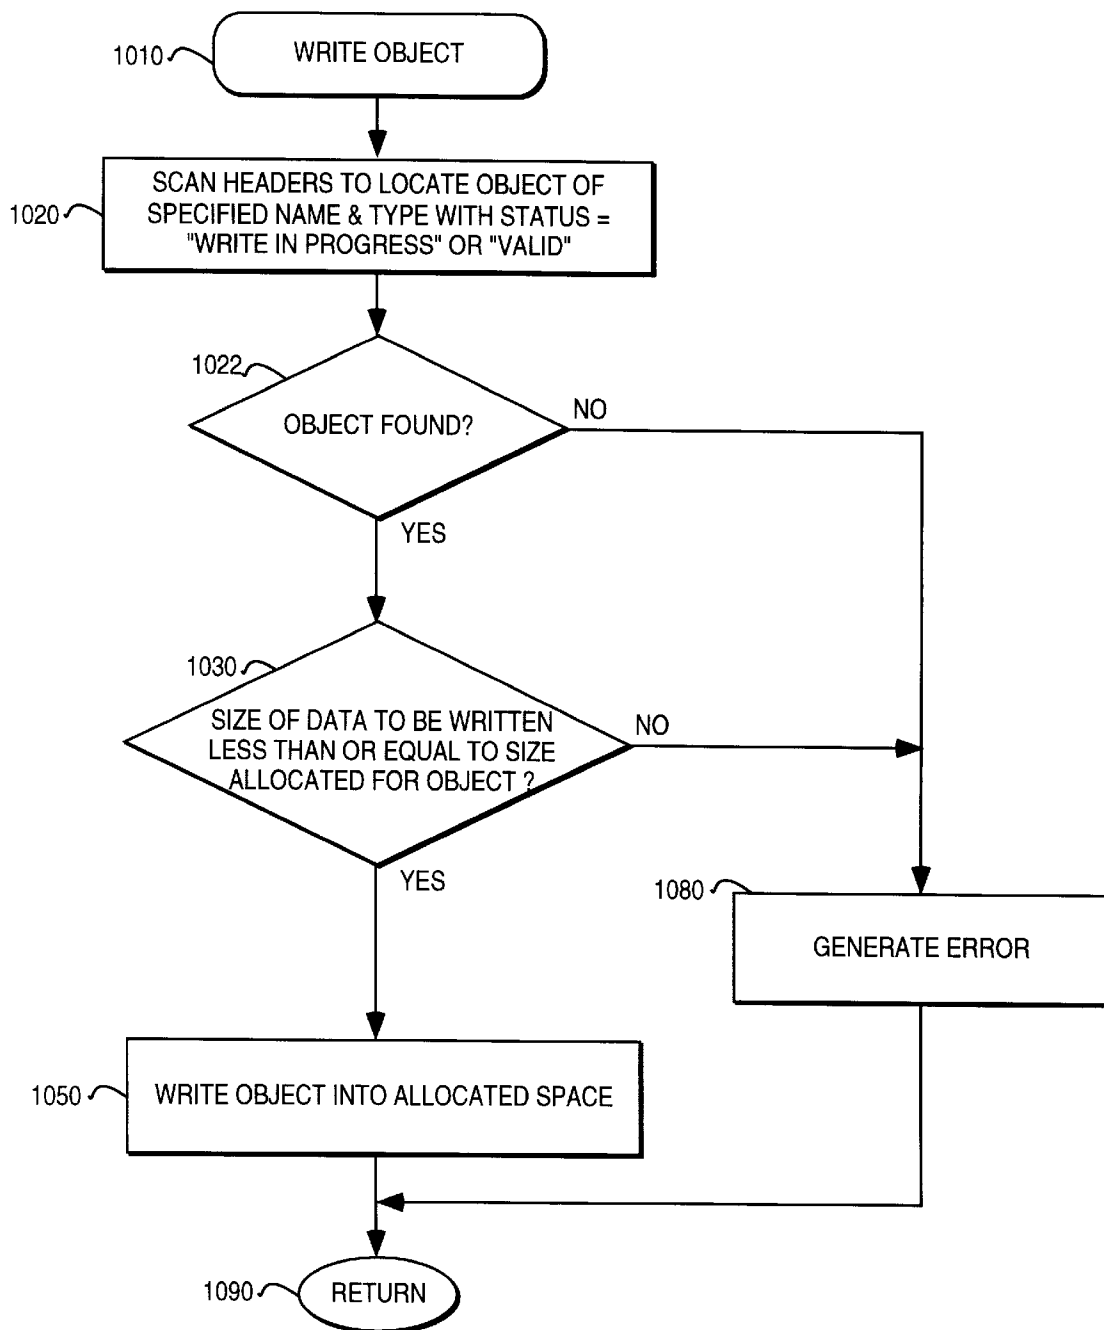 WRITE OBJECT
1010
SCAN HEADERS TO LOCATE OBJECT OF
SPECIFIED NAME & TYPE WITH STATUS =
"WRITE IN PROGRESS" OR "VALID"
1020
1022
OBJECT FOUND?
NO
YES
1030
SIZE OF DATA TO BE WRITTEN
LESS THAN OR EQUAL TO SIZE
ALLOCATED FOR OBJECT ?
NO
YES
1080
GENERATE ERROR
1050
WRITE OBJECT INTO ALLOCATED SPACE
1090
RETURN